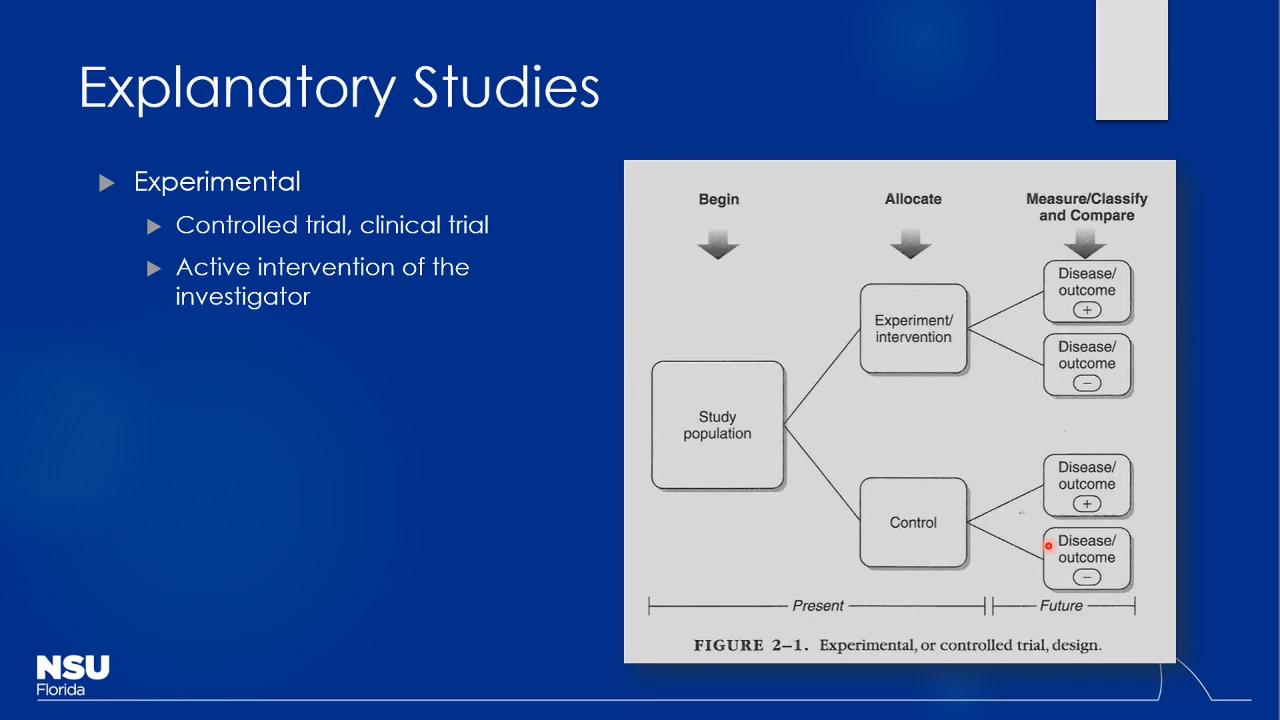 Explanatory Studies
Experimental
Controlled trial, clinical trial
Active intervention of the
investigator
Begin
Allocate
Measure/Classify
and Compare
Study
population
Experiment/
intervention
Control
Disease/
outcome
+
Disease/
outcome
−
Disease/
outcome
+
Disease/
outcome
−
Present
Future
FIGURE 2–1. Experimental, or controlled trial, design.
NSU
Florida